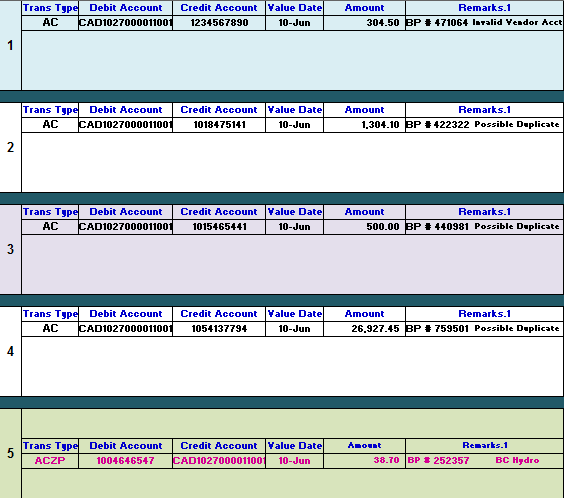 Trans Type Debit Account Credit Account Value Date Amount Remarks.1
1 AC CAD1027000011001 1234567890 10-Jun 304.50 BP # 471064 Invalid Vendor Acct
Trans Type Debit Account Credit Account Value Date Amount Remarks.1
2 AC CAD1027000011001 1018475141 10-Jun 1,304.10 BP # 422322 Possible Duplicate
Trans Type Debit Account Credit Account Value Date Amount Remarks.1
3 AC CAD1027000011001 1015465441 10-Jun 500.00 BP # 440981 Possible Duplicate
Trans Type Debit Account Credit Account Value Date Amount Remarks.1
4 AC CAD1027000011001 1054137794 10-Jun 26,927.45 BP # 759501 Possible Duplicate
Trans Type Debit Account Credit Account Value Date Amount Remarks.1
5 ACZP 1004646547 CAD1027000011001 10-Jun 38.70 BP # 252357 BC Hydro